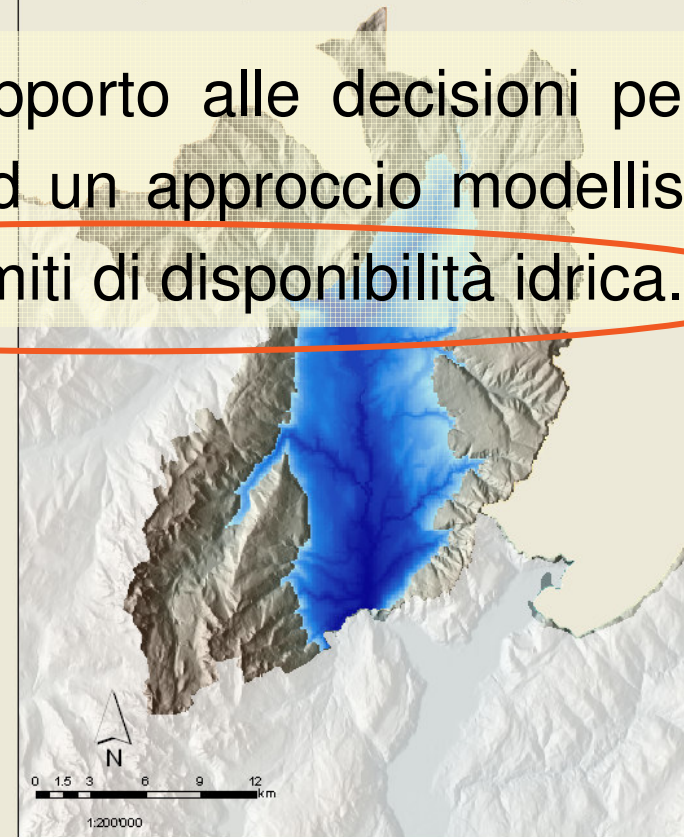 pporto alle decisioni pe
d un approccio modellis
miti di disponibilità idrica.
N
0 1.5 3 6 9 12
km
1:200'000